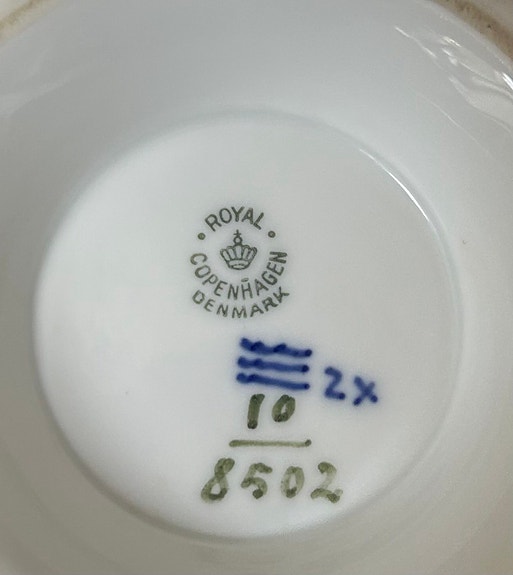 ROYAL
COPENHAGEN
DENMARK
2x
10
8502